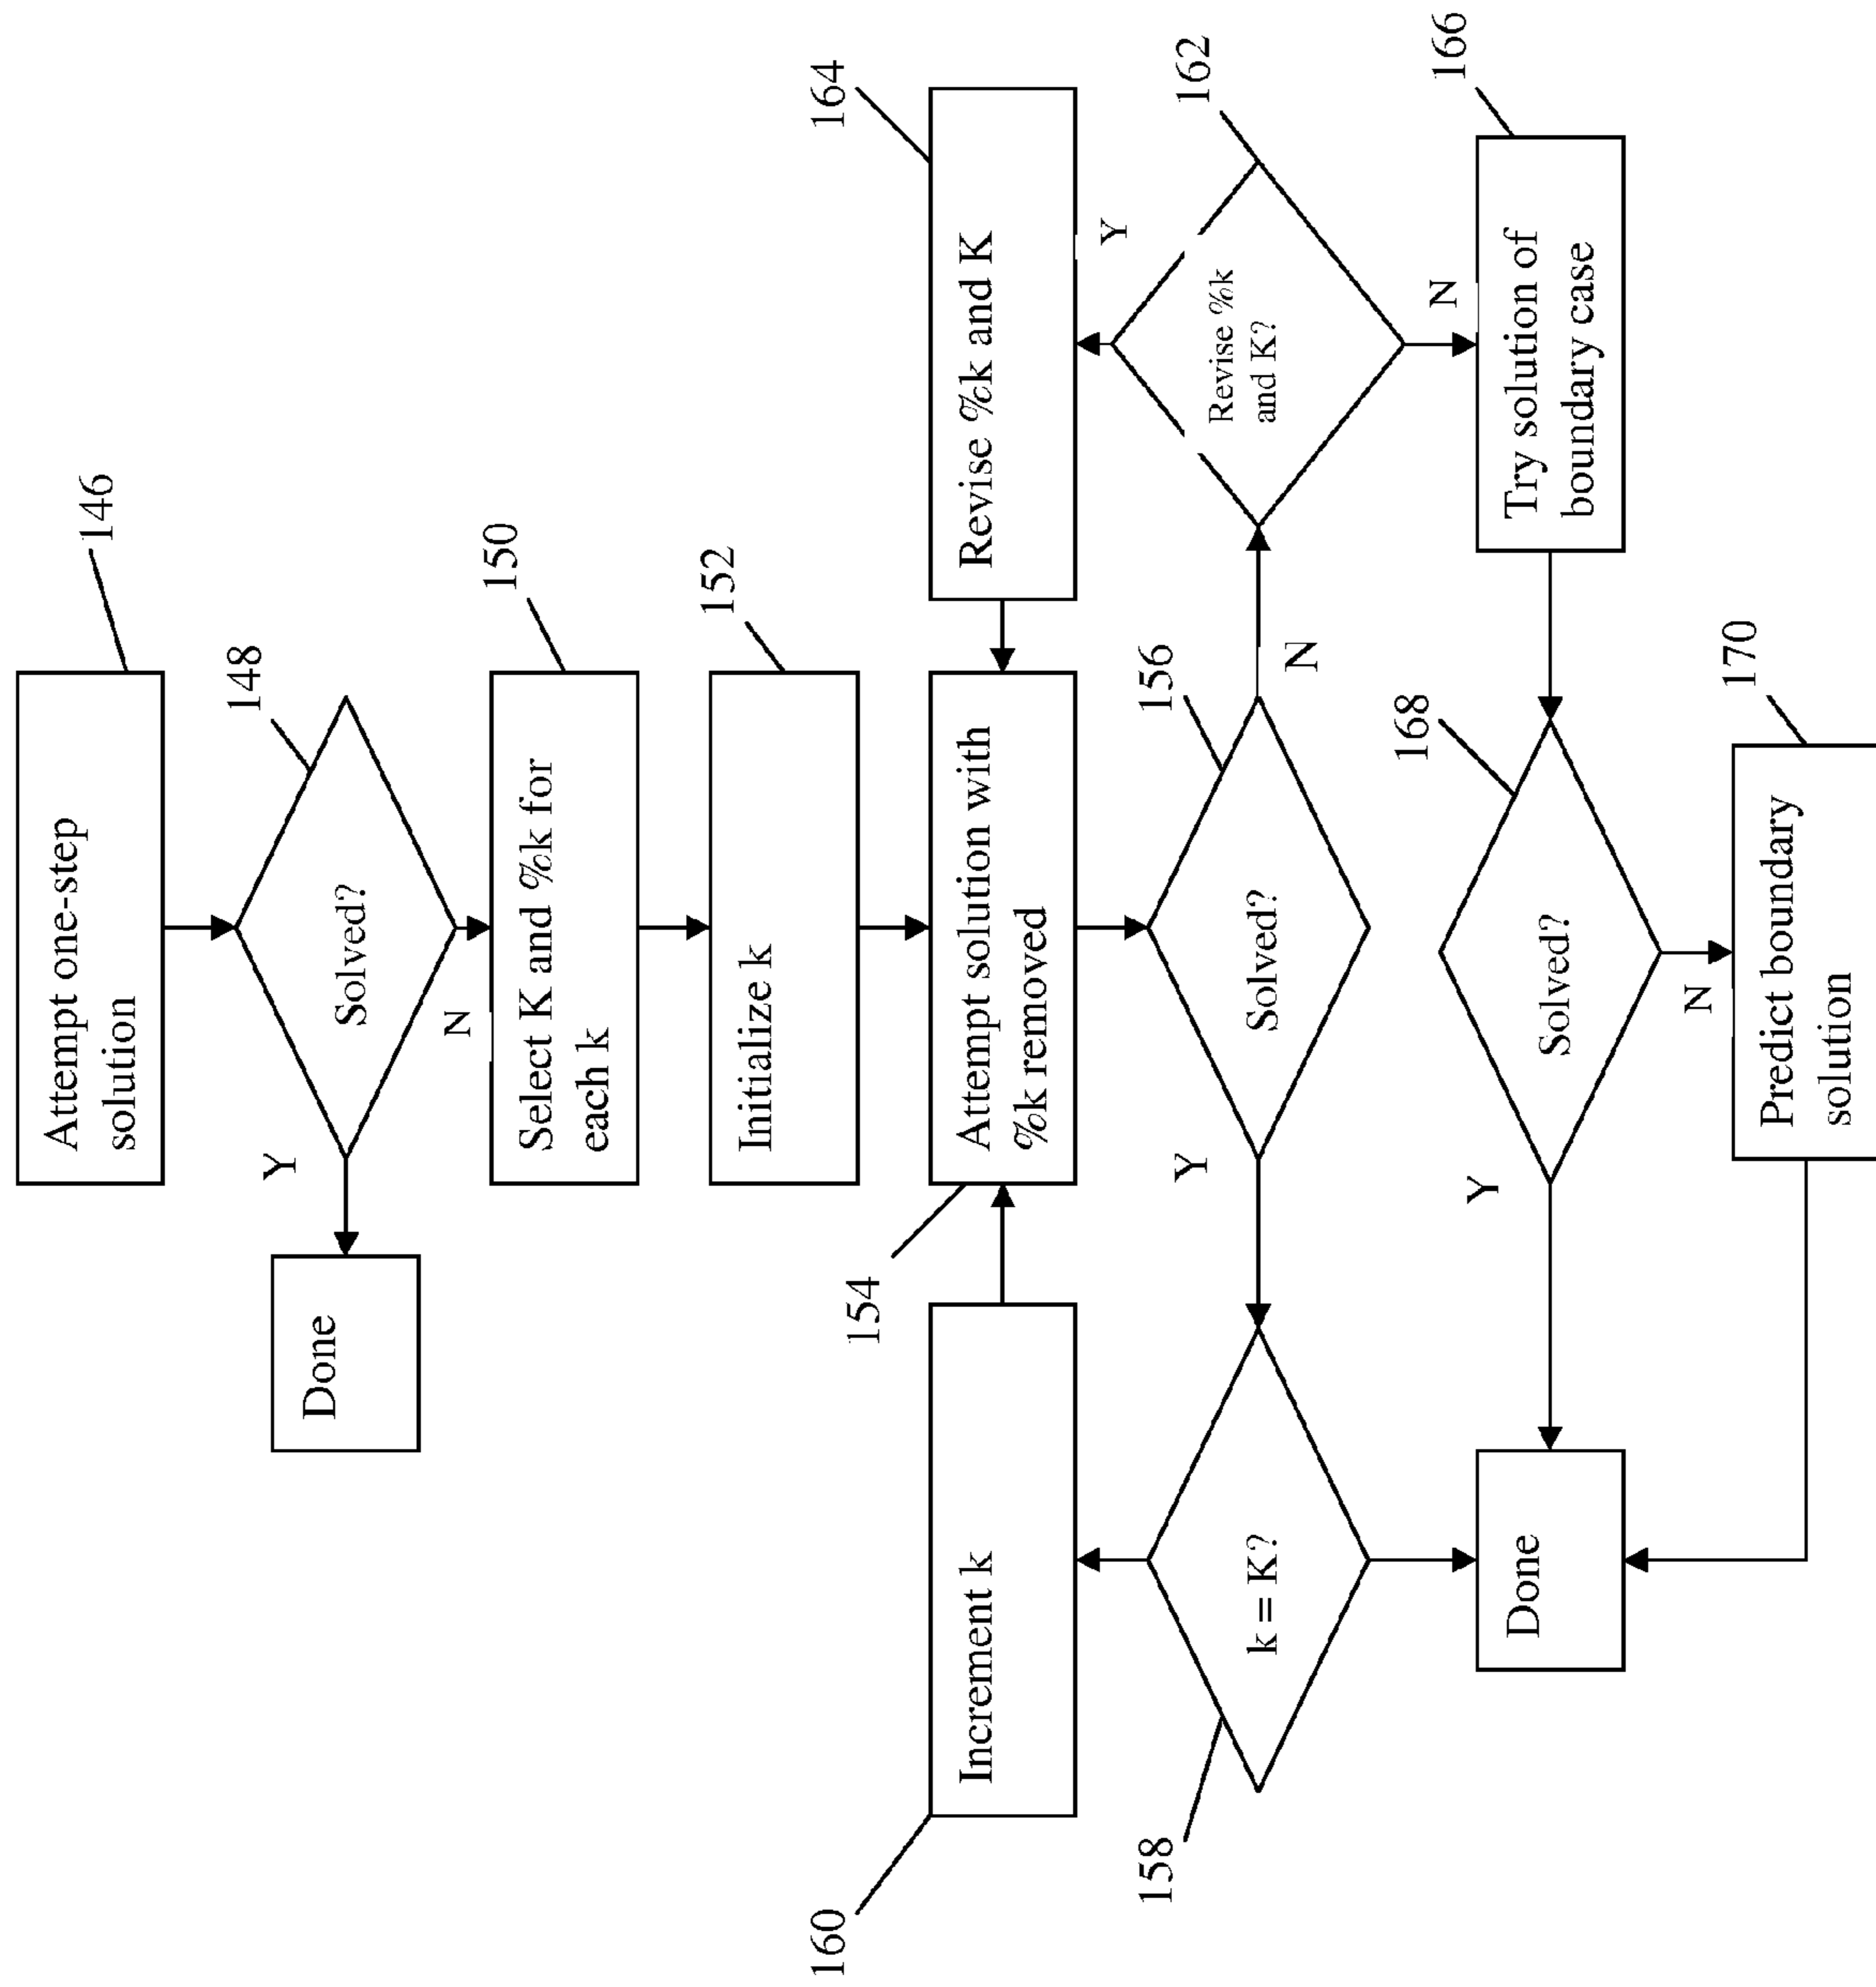 Attempt one-step
solution
146
148
Solved?
Y
N
Done
Select K and %k for
each k
150
Initialize k
152
160
Increment k
154
Attempt solution with
%k removed
Revise %k and K
164
158
k = K?
Y
Solved?
156
N
Revise %k
and K?
162
Y
N
Done
Y
Solved?
168
N
Try solution of
boundary case
166
Predict boundary
solution
170